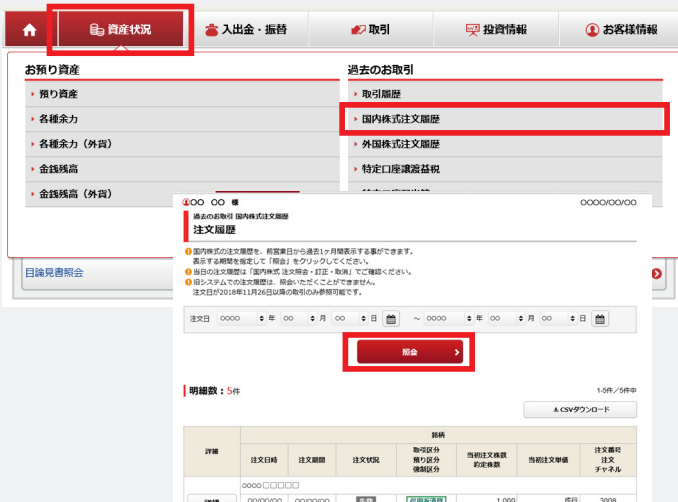 資産状況
入出金・振替
取引
投資情報
お客様情報
お預り資産
過去のお取引
預り資産
取引履歴
各種余力
国内株式注文履歴
各種余力（外貨）
外国株式注文履歴
金銭残高
特定口座譲渡益税
金銭残高（外貨）
目論見書照会
○○ ○○ 様
○○○○/○○/○○
過去のお取引 国内株式注文履歴
注文履歴
国内株式の注文履歴を、前営業日から過去1ヶ月間表示する事ができます。
表示する期間を指定して「照会」をクリックしてください。
当日の注文履歴は「国内株式 注文照会・訂正・取消」でご確認ください。
旧システムでの注文履歴は、照会いただくことができません。
注文日が2018年11月26日以降の取引のみ参照可能です。
注文日 ○○○○ 年 ○○ 月 ○○ 日 ～ ○○○○ 年 ○○ 月 ○○ 日
照会
明細数：5件
1-5件／5件中
CSVダウンロード
銘柄
詳細 注文日時 注文期間 注文状況 取引区分 当初注文株数 当初注文単価 注文番号
預り区分 約定株数 注文
強制区分 チャネル
○○○○ □□□□□
1,000 成行 3008